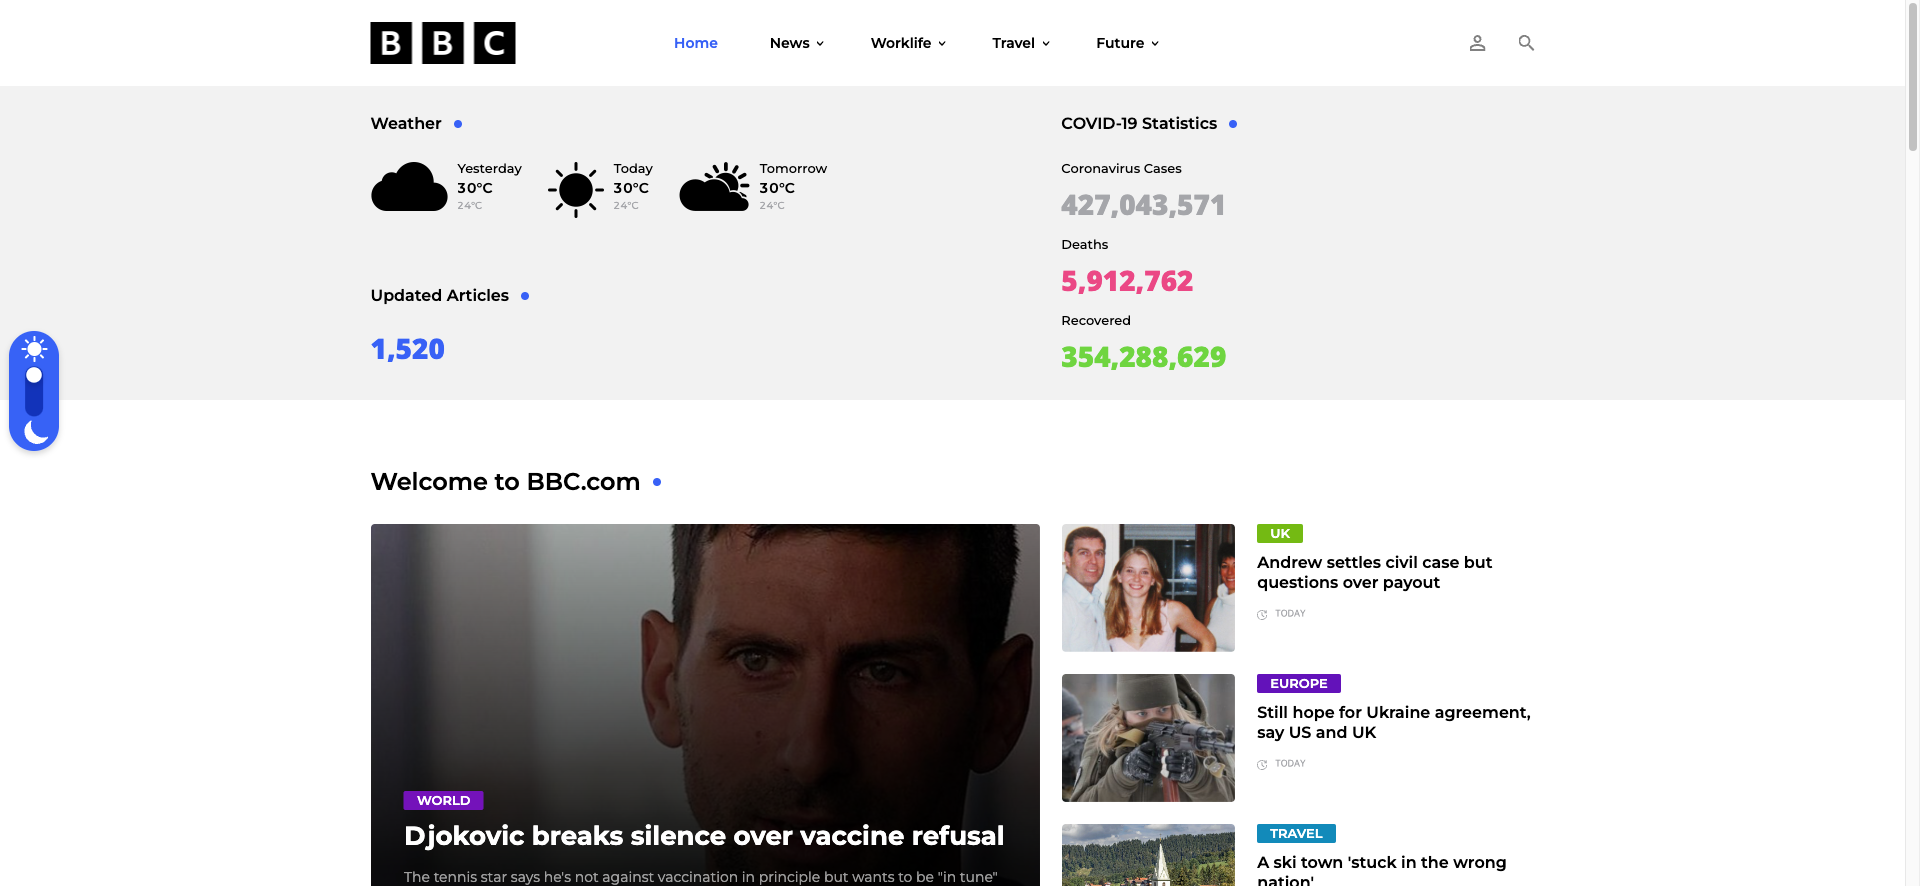 BBC
Home
News
Worklife
Travel
Future
Weather
Yesterday
30°C
24°C
Today
30°C
24°C
Tomorrow
30°C
24°C
Updated Articles
1,520
COVID-19 Statistics
Coronavirus Cases
427,043,571
Deaths
5,912,762
Recovered
354,288,629
Welcome to BBC.com
WORLD
Djokovic breaks silence over vaccine refusal
The tennis star says he's not against vaccination in principle but wants to be "in tune"
UK
Andrew settles civil case but
questions over payout
TODAY
EUROPE
Still hope for Ukraine agreement,
say US and UK
TODAY
TRAVEL
A ski town 'stuck in the wrong
nation'